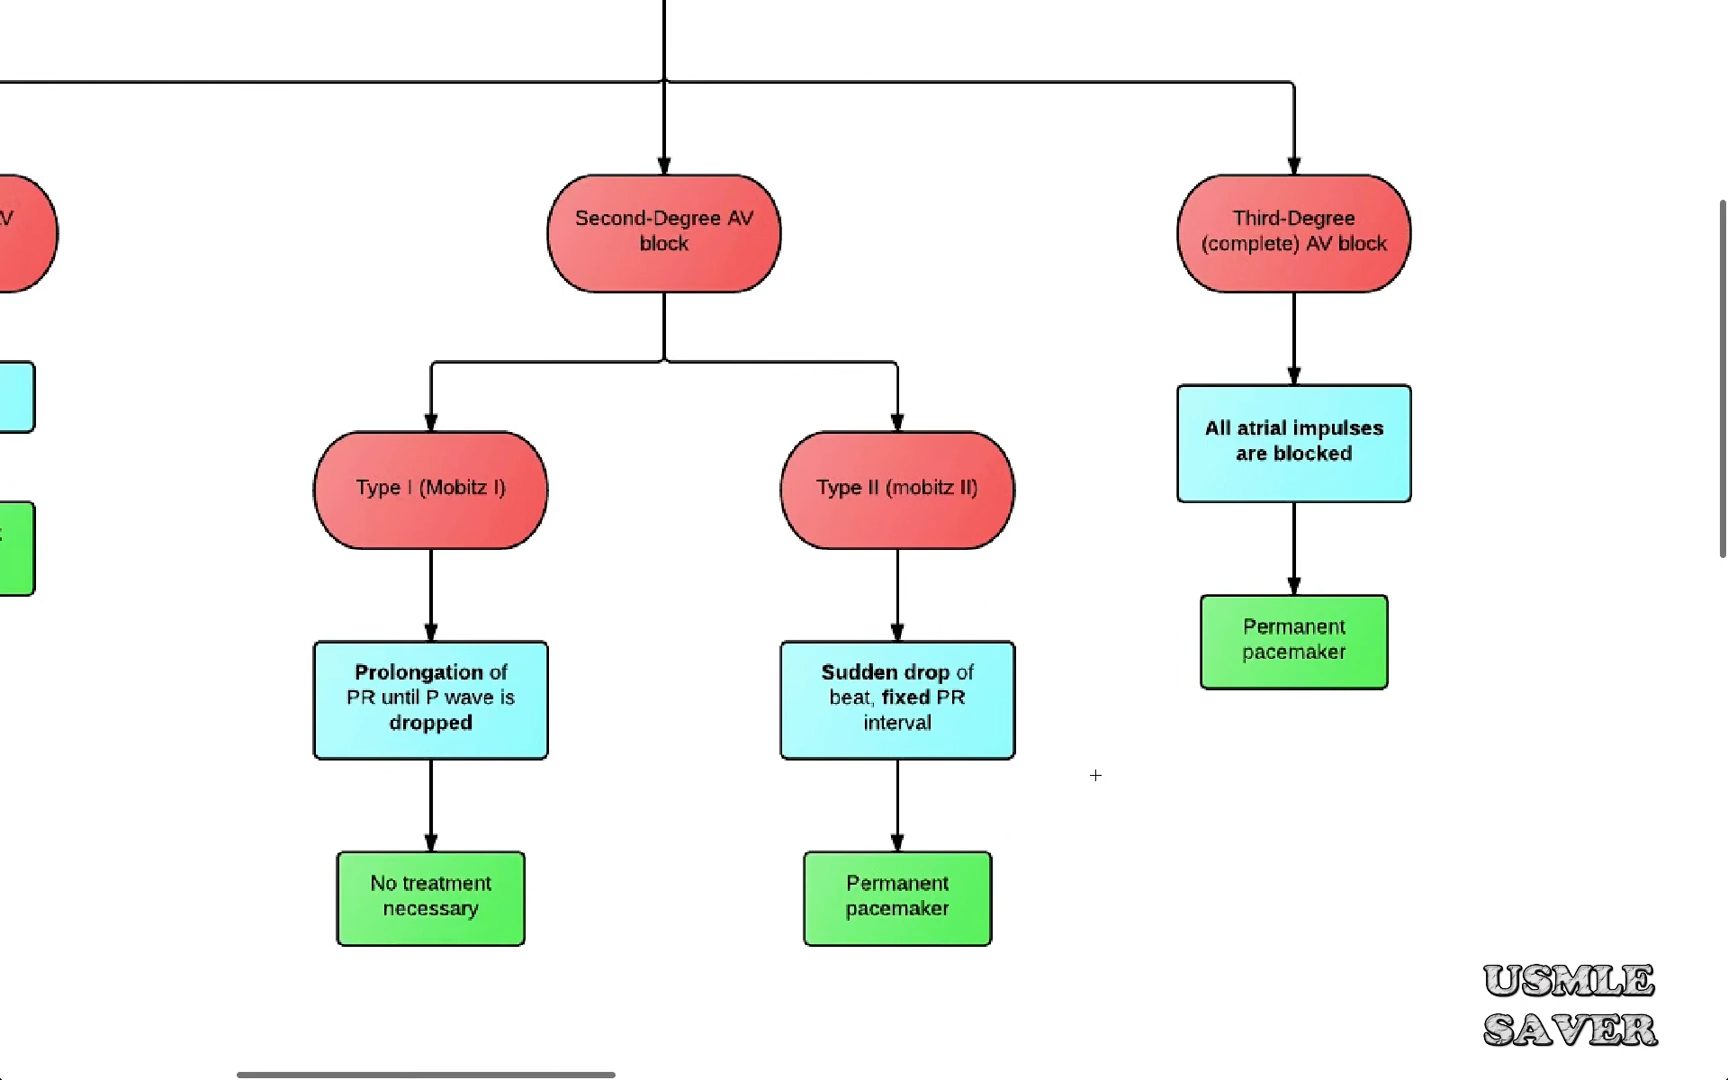 AV
Second-Degree AV
block
Third-Degree
(complete) AV block
Type I (Mobitz I)
Type II (mobitz II)
All atrial impulses
are blocked
Prolongation of
PR until P wave is
dropped
Sudden drop of
beat, fixed PR
interval
Permanent
pacemaker
No treatment
necessary
Permanent
pacemaker
USMLE
SAVER